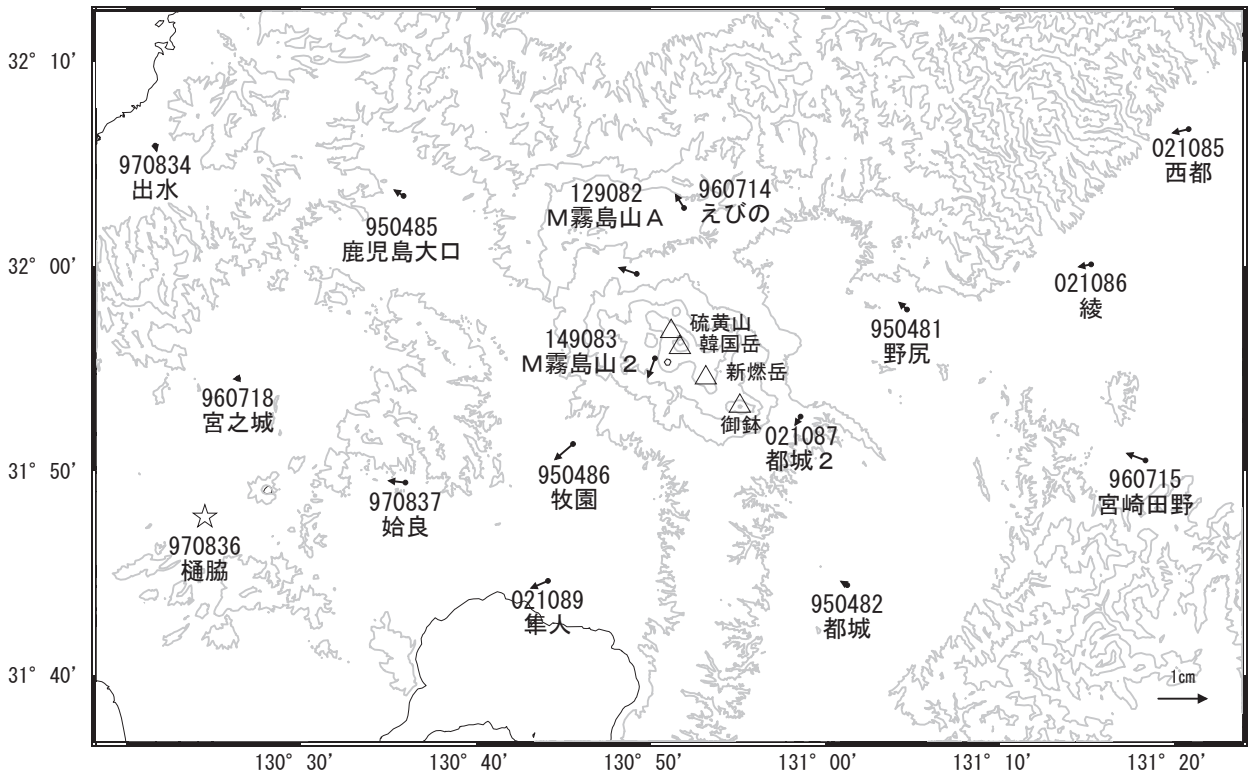 32° 10'
32° 00'
31° 50'
31° 40'
970834
出水
950485
鹿児島大口
129082
M霧島山A
960714
えびの
021085
西都
021086
綾
950481
野尻
149083
M霧島山2
硫黄山
韓国岳
新燃岳
御鉢
960718
宮之城
021087
都城2
950486
牧園
970837
姶良
960715
宮崎田野
970836
樋脇
021089
隼人
950482
都城
1cm
130° 30'
130° 40'
130° 50'
131° 00'
131° 10'
131° 20'